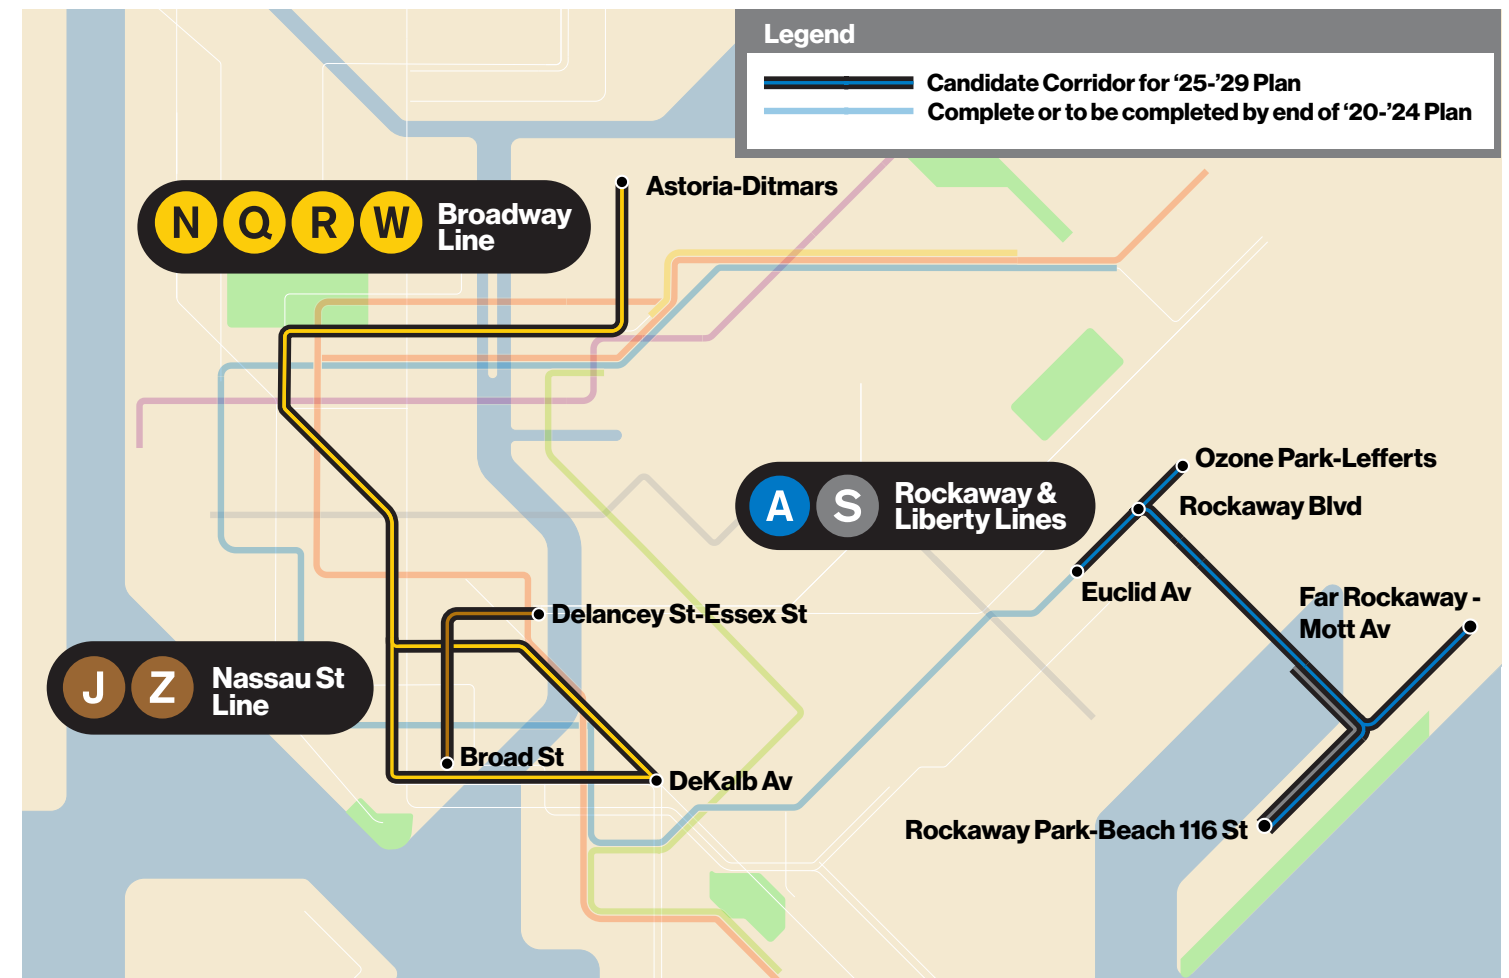 Legend
Candidate Corridor for ‘25-’29 Plan
Complete or to be completed by end of ‘20-’24 Plan
Astoria-Ditmars
N Q R W
Broadway
Line
Ozone Park-Lefferts
A S
Rockaway &
Liberty Lines
Rockaway Blvd
Euclid Av
Far Rockaway -
Mott Av
Delancey St-Essex St
J Z
Nassau St
Line
Broad St
DeKalb Av
Rockaway Park-Beach 116 St